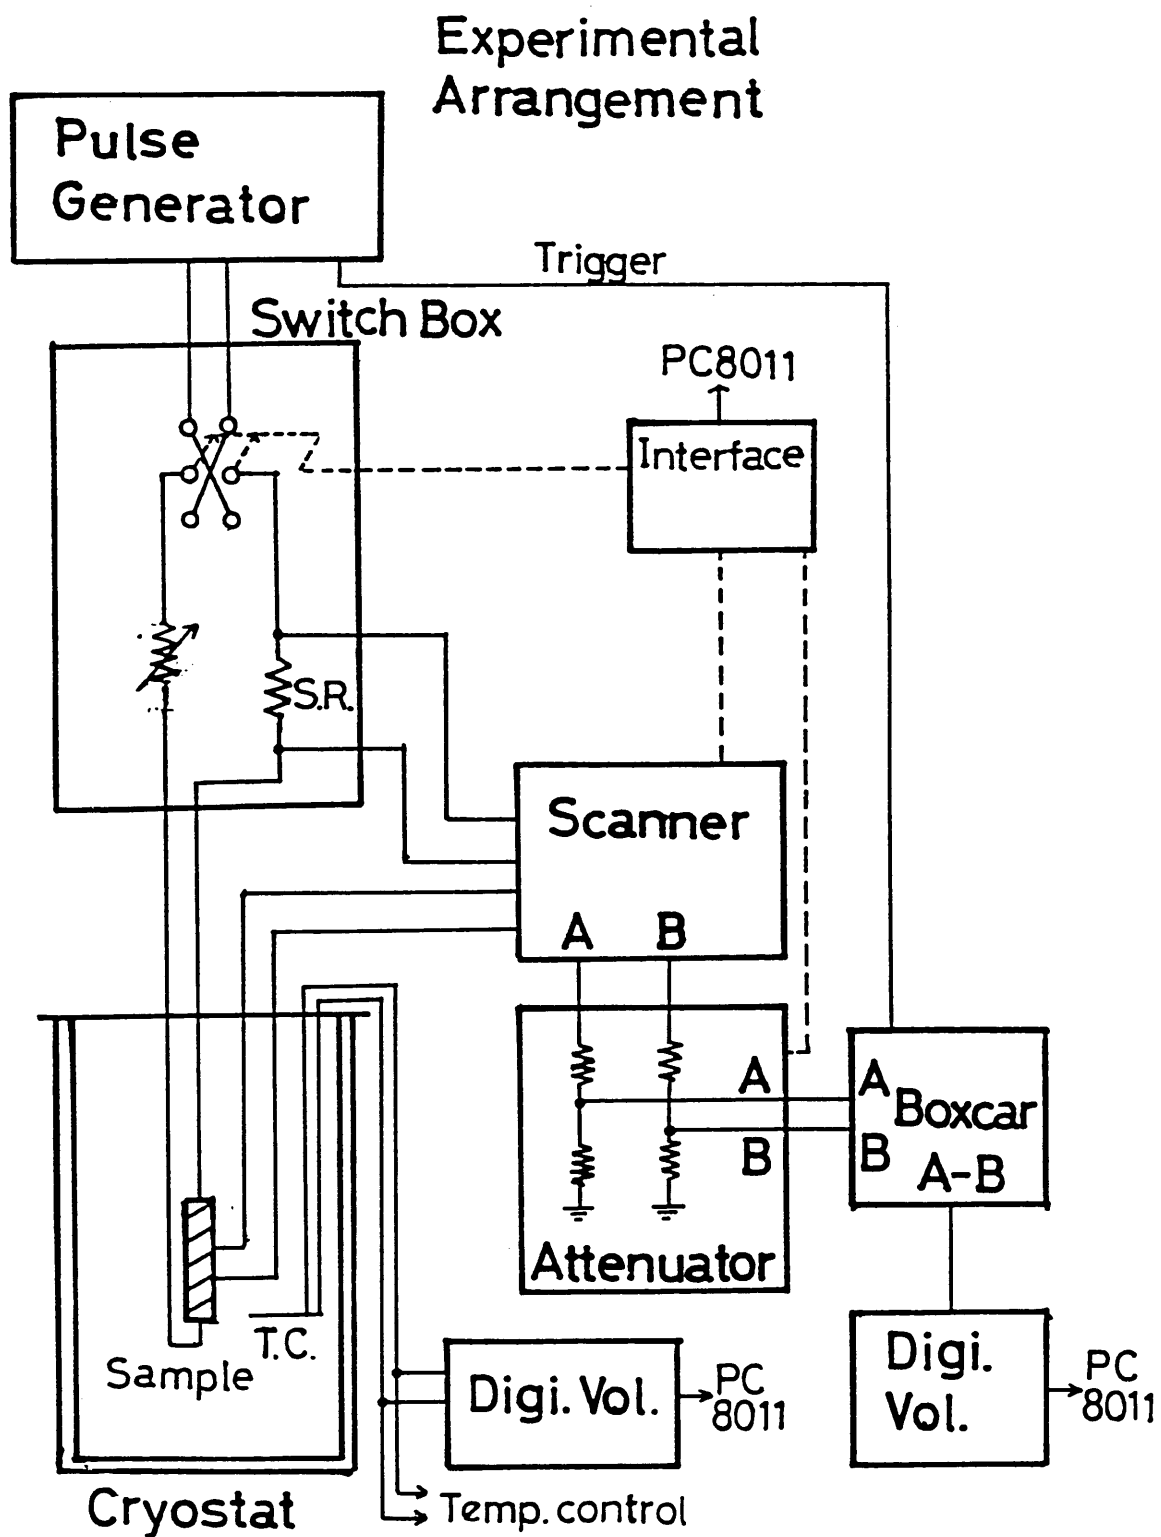 Experimental
Arrangement
Pulse
Generator
Trigger
Switch Box
PC8011
Interface
S.R.
Scanner
A B
A
B
Attenuator
A
Boxcar
B
A-B
T.C.
Sample
Digi. Vol.
PC
8011
Digi.
Vol.
PC
8011
Cryostat
Temp. control